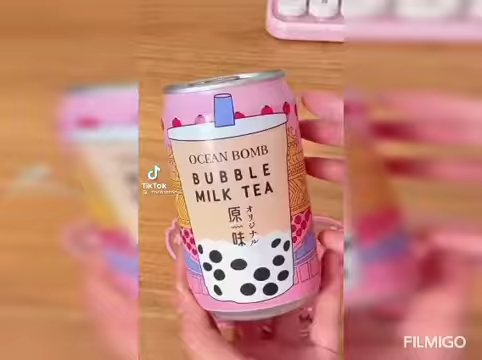 OCEAN BOMB
BUBBLE
MILK TEA
原味
オリジナル
TikTok
FILMIGO